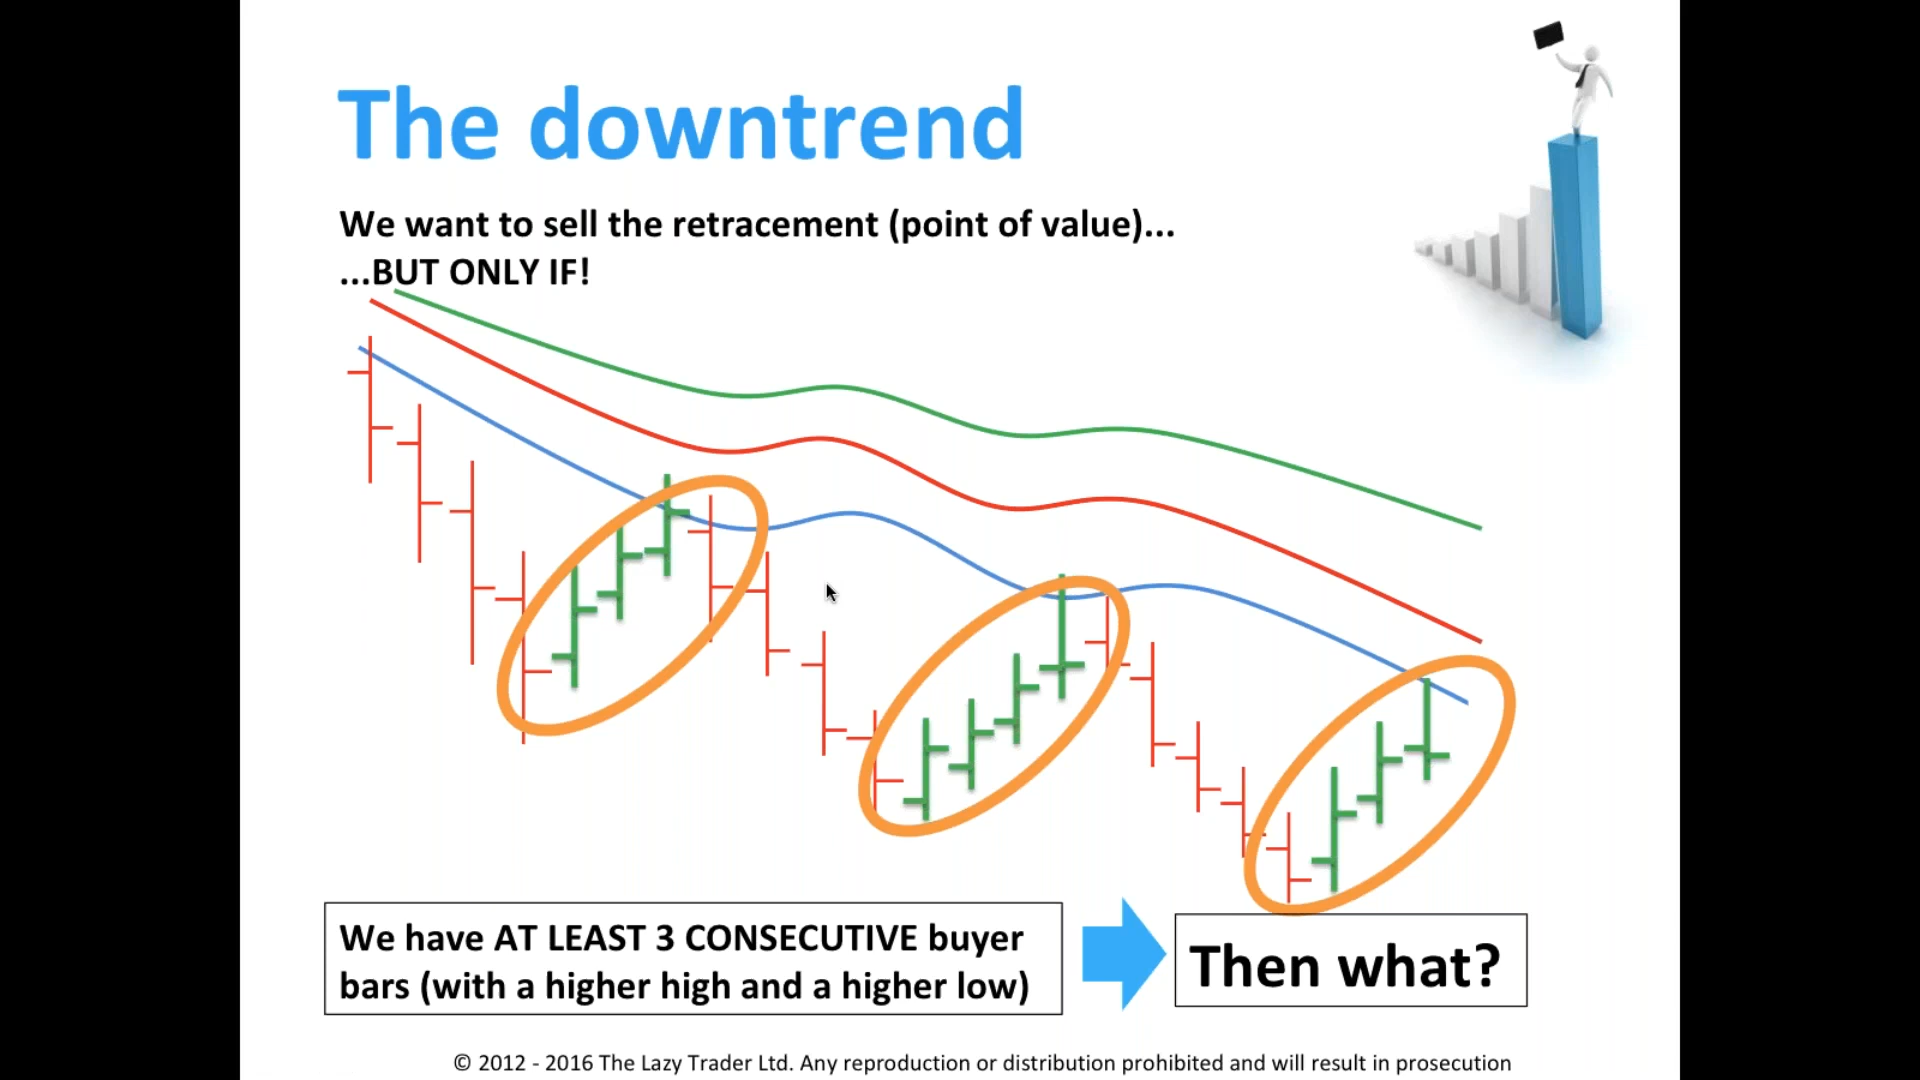 The downtrend
We want to sell the retracement (point of value)...
...BUT ONLY IF!
We have AT LEAST 3 CONSECUTIVE buyer
bars (with a higher high and a higher low)
Then what?
© 2012 - 2016 The Lazy Trader Ltd. Any reproduction or distribution prohibited and will result in prosecution